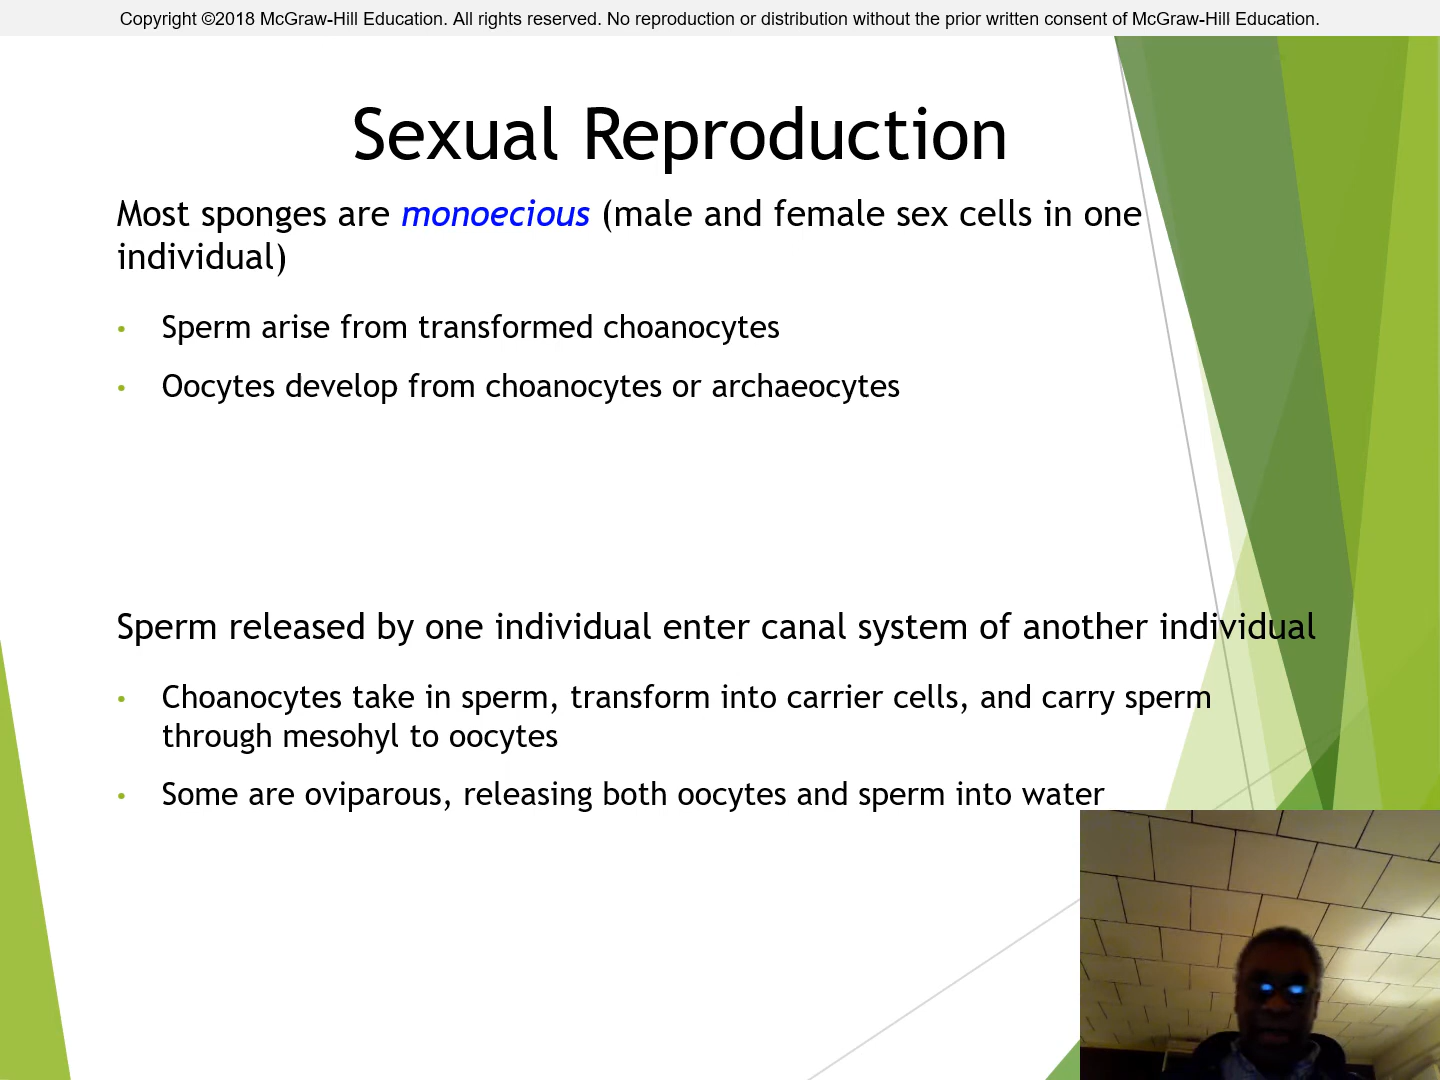 Copyright ©2018 McGraw-Hill Education. All rights reserved. No reproduction or distribution without the prior written consent of McGraw-Hill Education.
Sexual Reproduction
Most sponges are monoecious (male and female sex cells in one
individual)
• Sperm arise from transformed choanocytes
• Oocytes develop from choanocytes or archaeocytes
Sperm released by one individual enter canal system of another individual
• Choanocytes take in sperm, transform into carrier cells, and carry sperm
through mesohyl to oocytes
• Some are oviparous, releasing both oocytes and sperm into water